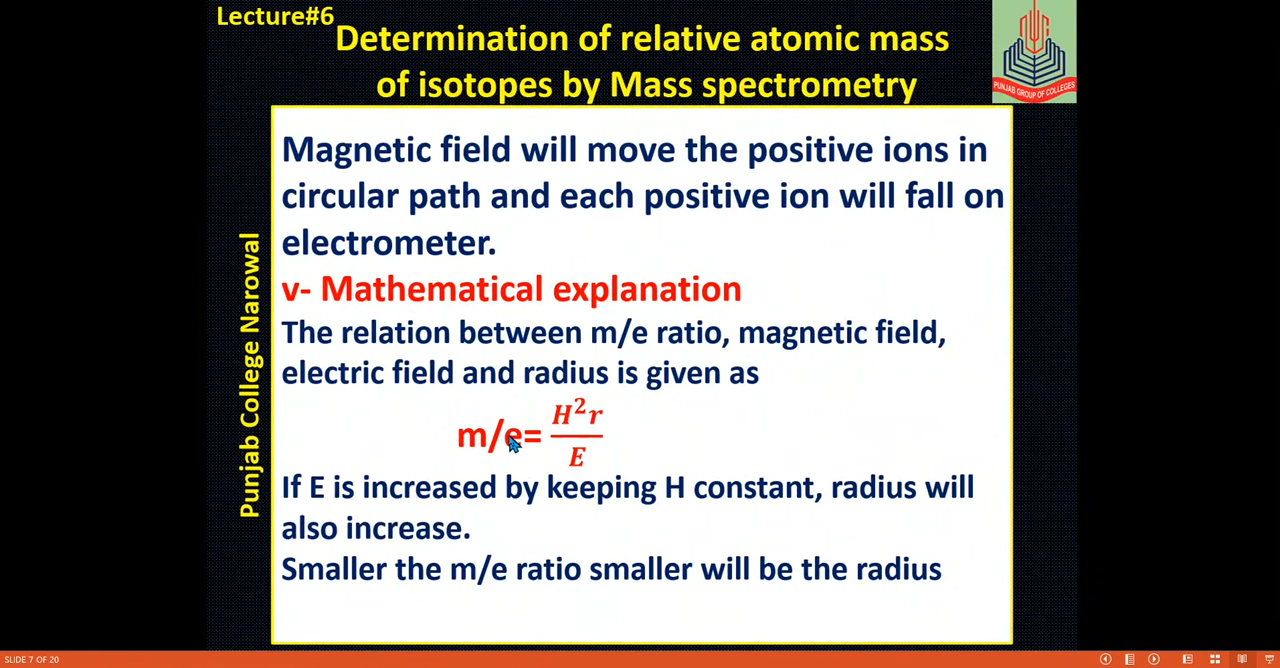 Lecture#6
Determination of relative atomic mass
of isotopes by Mass spectrometry
PUNJAB GROUP OF COLLEGES
Punjab College Narowal
Magnetic field will move the positive ions in
circular path and each positive ion will fall on
electrometer.
v- Mathematical explanation
The relation between m/e ratio, magnetic field,
electric field and radius is given as
m/e= H²r/E
If E is increased by keeping H constant, radius will
also increase.
Smaller the m/e ratio smaller will be the radius
SLIDE 7 OF 20